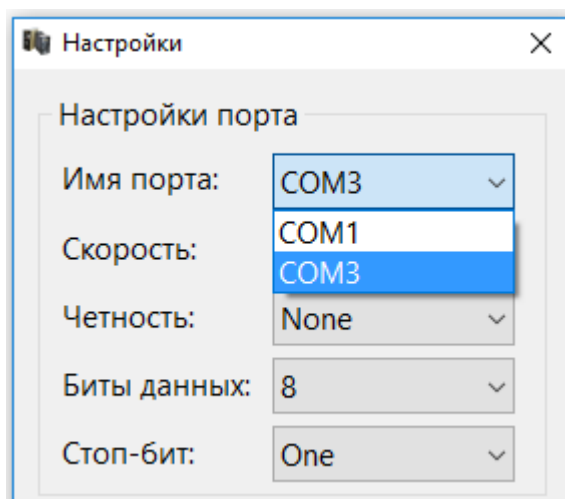 Настройки
Настройки порта
Имя порта: COM3
COM1
Скорость: COM3
Четность: None
Биты данных: 8
Стоп-бит: One